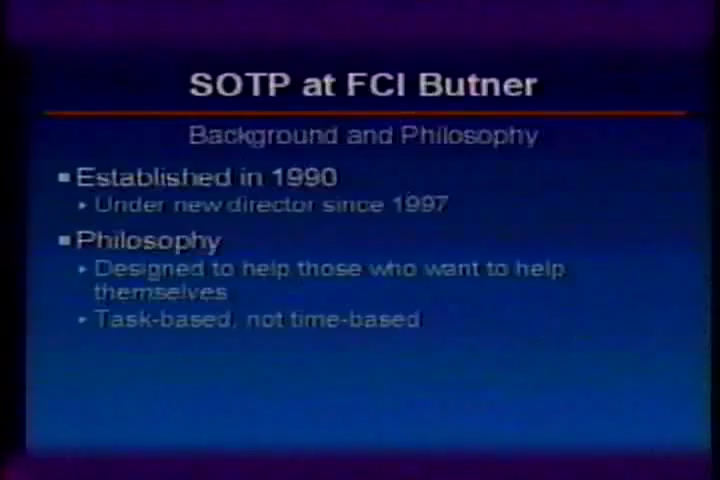 SOTP at FCI Butner
Background and Philosophy
Established in 1990
Under new director since 1997
Philosophy
Designed to help those who want to help
themselves
Task-based, not time-based